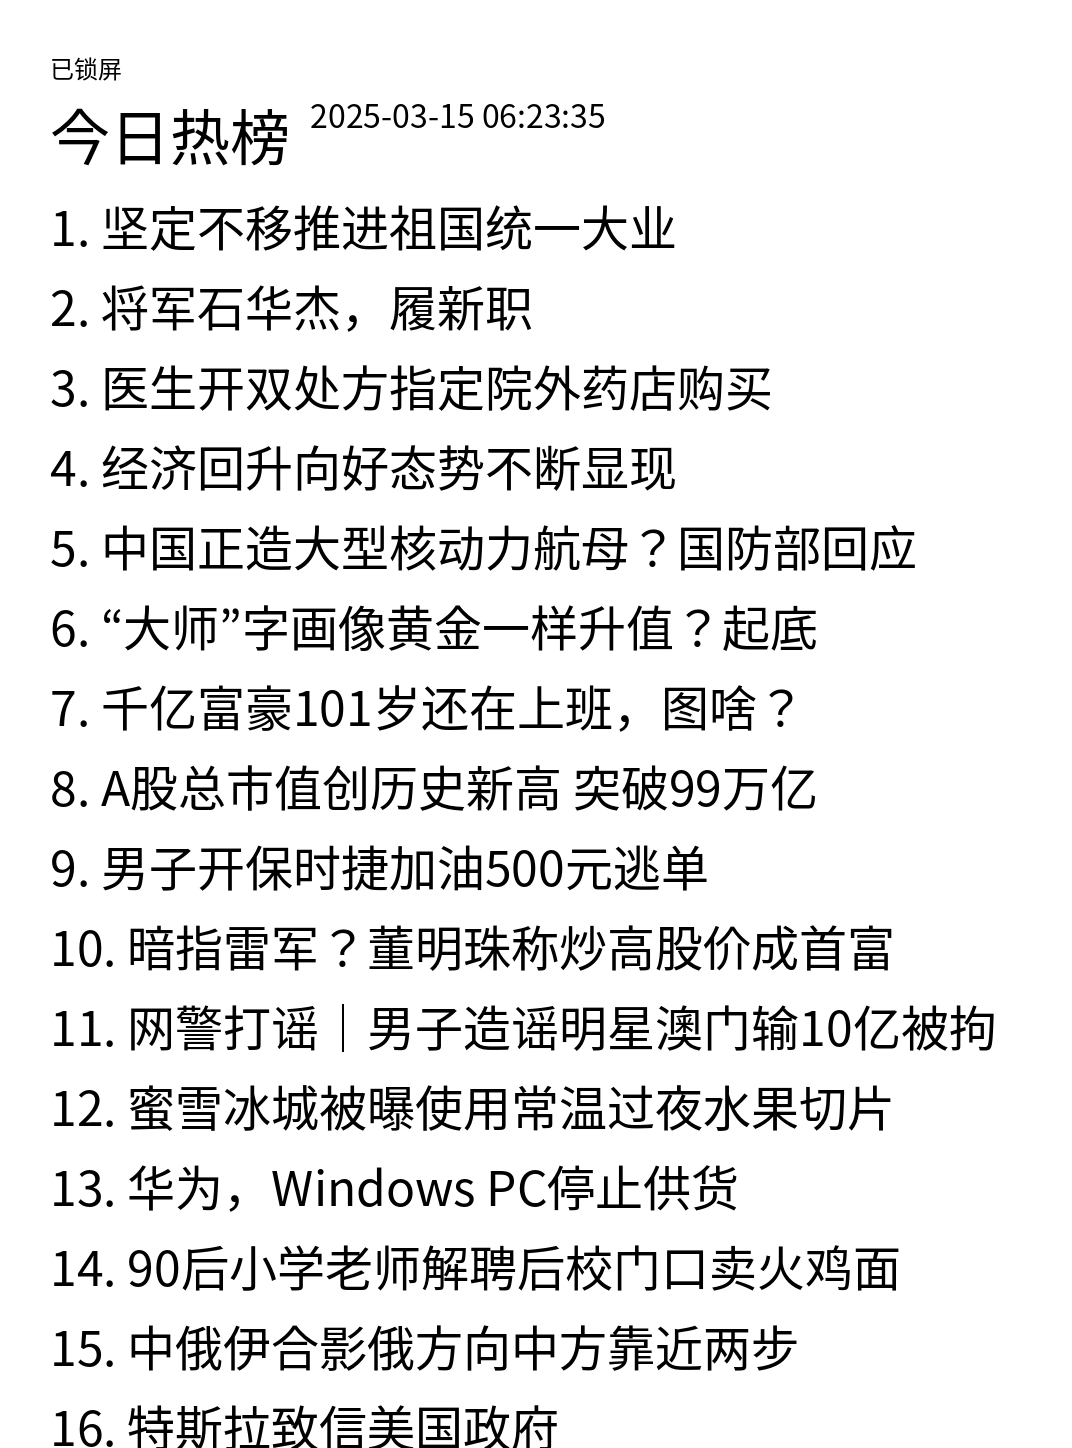 已锁屏
今日热榜 2025-03-15 06:23:35
1. 坚定不移推进祖国统一大业
2. 将军石华杰，履新职
3. 医生开双处方指定院外药店购买
4. 经济回升向好态势不断显现
5. 中国正造大型核动力航母？国防部回应
6. “大师”字画像黄金一样升值？起底
7. 千亿富豪101岁还在上班，图啥？
8. A股总市值创历史新高 突破99万亿
9. 男子开保时捷加油500元逃单
10. 暗指雷军？董明珠称炒高股价成首富
11. 网警打谣｜男子造谣明星澳门输10亿被拘
12. 蜜雪冰城被曝使用常温过夜水果切片
13. 华为，Windows PC停止供货
14. 90后小学老师解聘后校门口卖火鸡面
15. 中俄伊合影俄方向中方靠近两步
16. 特斯拉致信美国政府